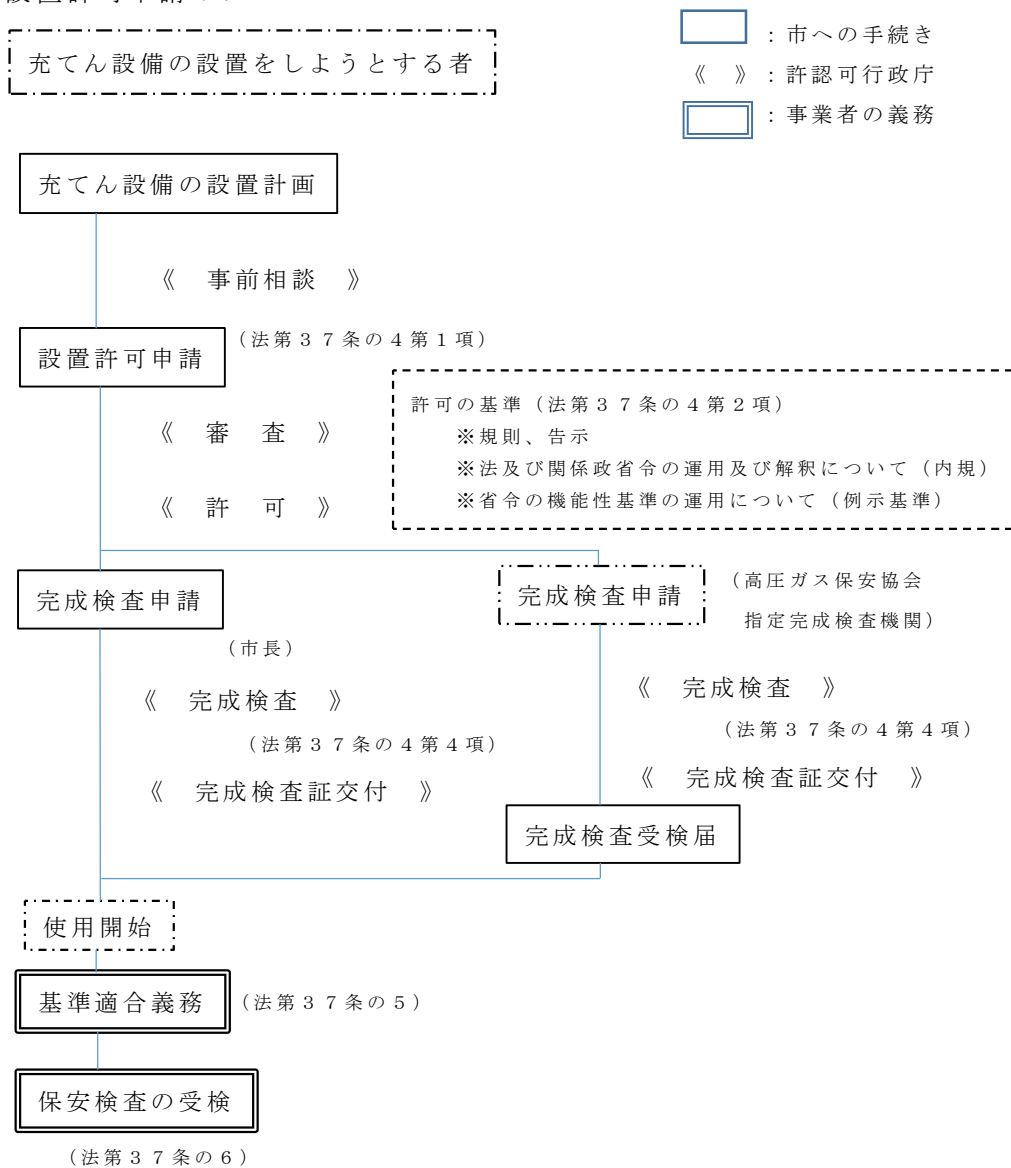 設置許可申請
充てん設備の設置をしようとする者
：市への手続き
《　》：許認可行政庁
：事業者の義務
充てん設備の設置計画
《　事前相談　》
設置許可申請
（法第３７条の４第１項）
《　審　査　》
《　許　可　》
許可の基準（法第３７条の４第２項）
※規則、告示
※法及び関係政省令の運用及び解釈について（内規）
※省令の機能性基準の運用について（例示基準）
完成検査申請
（市長）
《　完成検査　》
（法第３７条の４第４項）
《　完成検査証交付　》
完成検査申請
（高圧ガス保安協会
指定完成検査機関）
《　完成検査　》
（法第３７条の４第４項）
《　完成検査証交付　》
完成検査受検届
使用開始
基準適合義務
（法第３７条の５）
保安検査の受検
（法第３７条の６）